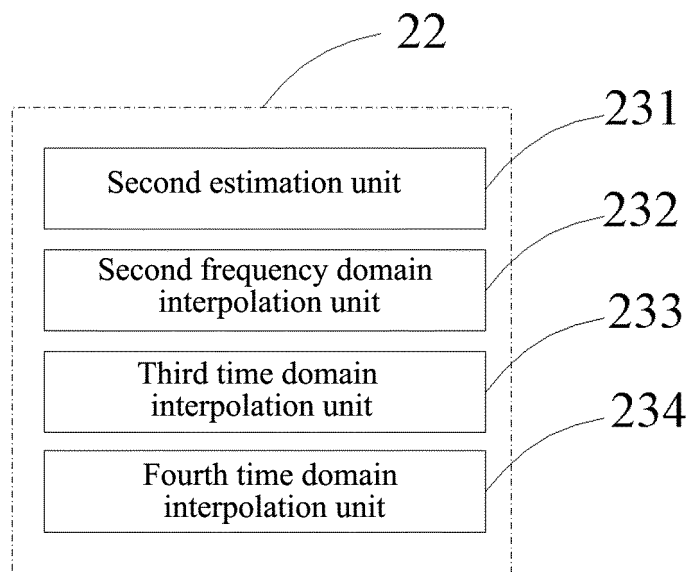 22
231
Second estimation unit
232
Second frequency domain
interpolation unit
233
Third time domain
interpolation unit
234
Fourth time domain
interpolation unit